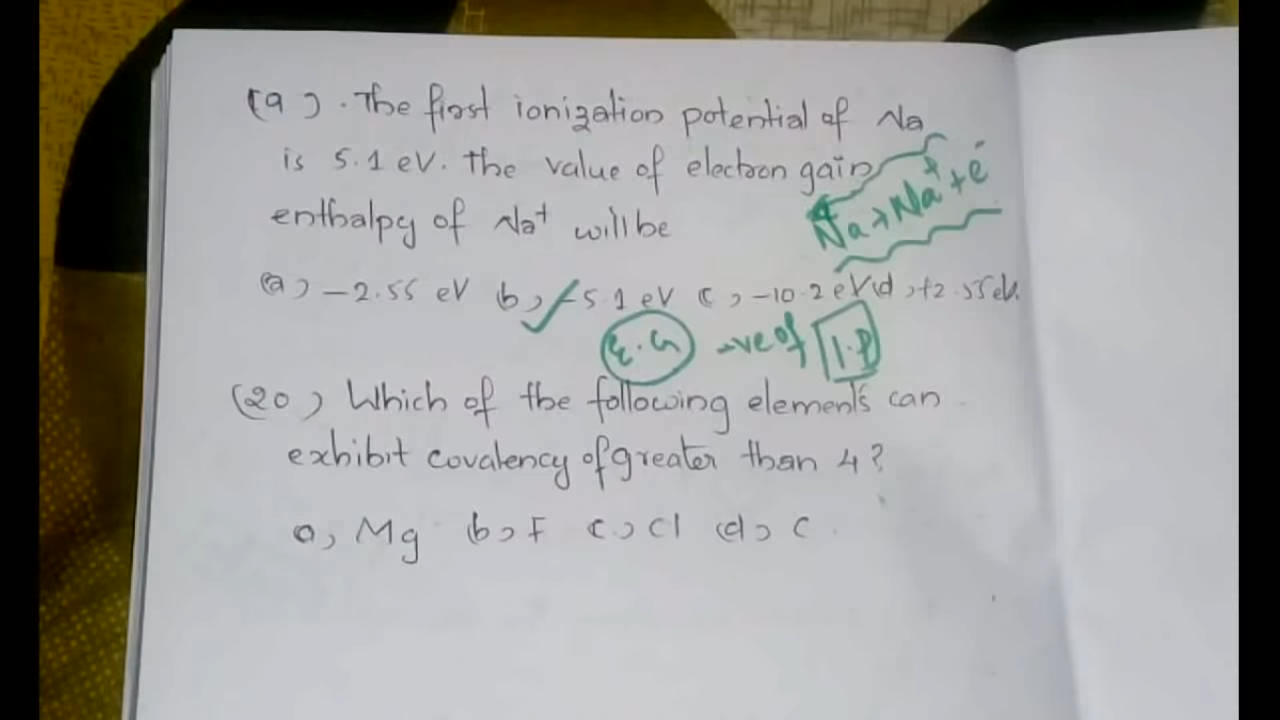 (9) . The first ionization potential of Na
is 5.1 eV. The value of electron gain
enthalpy of Na⁺ will be
Na → Na⁺ + e⁻
(a) -2.55 eV (b) -5.1 eV (c) -10.2 eV (d) +2.55 eV.
E.G -ve of I.P
(20) Which of the following elements can
exhibit covalency of greater than 4?
a) Mg (b) F (c) Cl (d) C